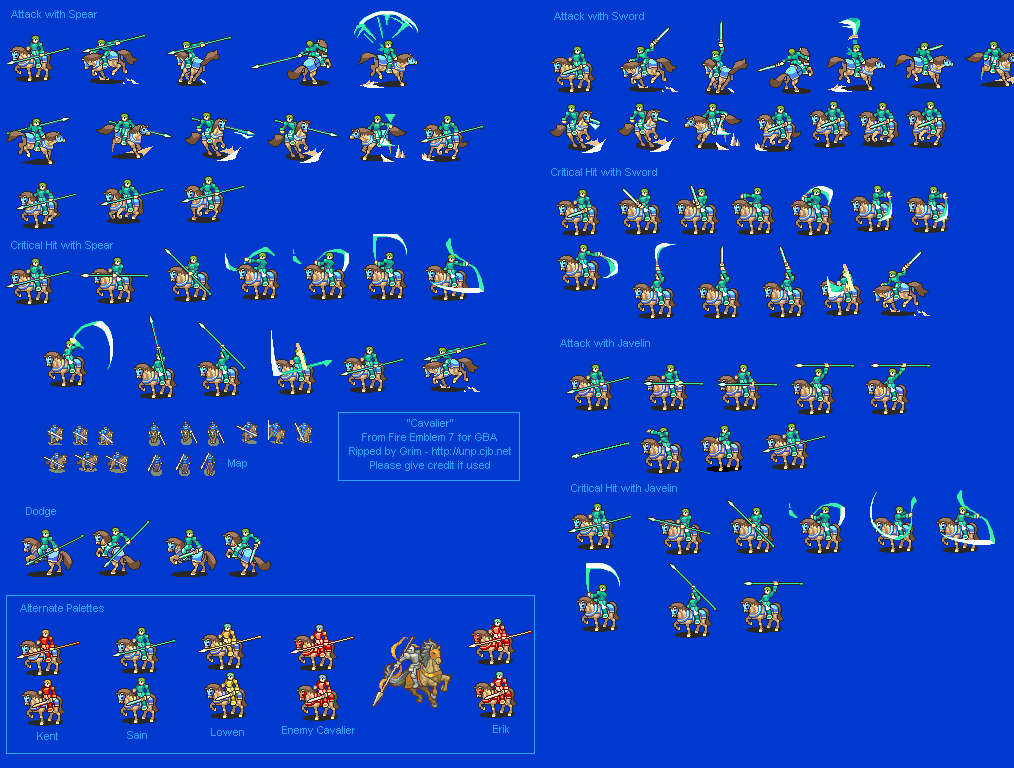 Attack with Spear
Critical Hit with Spear
Map
"Cavalier"
From Fire Emblem 7 for GBA
Ripped by Grim - http://unp.cjb.net
Please give credit if used
Dodge
Alternate Palettes
Kent
Sain
Lowen
Enemy Cavalier
Erik
Attack with Sword
Critical Hit with Sword
Attack with Javelin
Critical Hit with Javelin